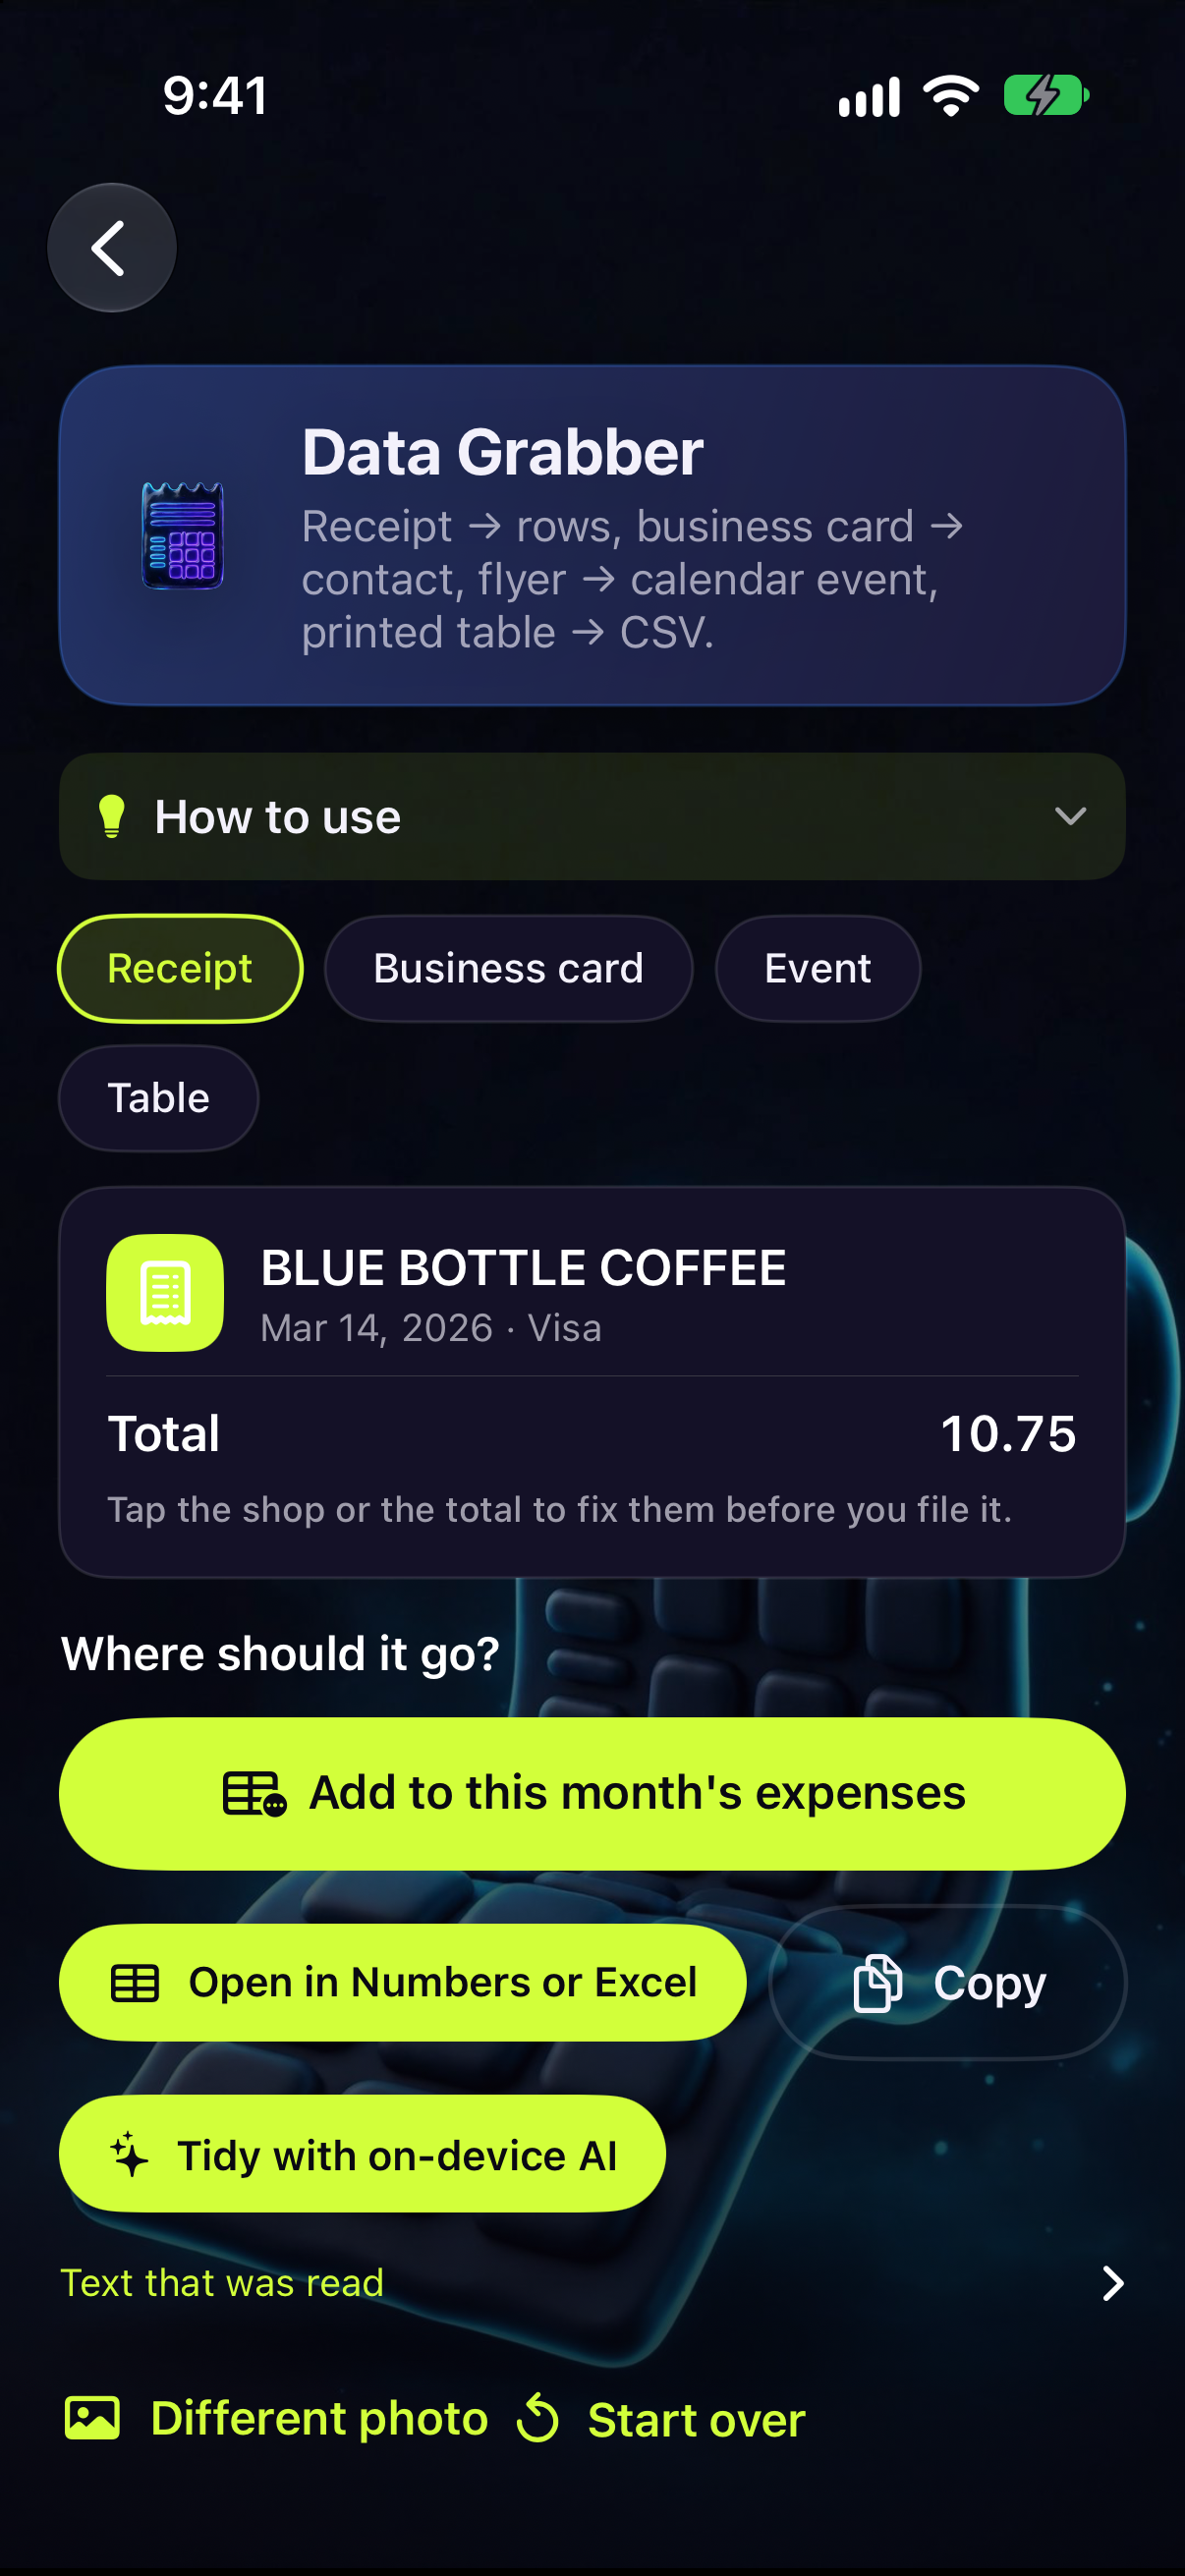 9:41
Data Grabber
Receipt → rows, business card →
contact, flyer → calendar event,
printed table → CSV.
How to use
Receipt
Business card
Event
Table
BLUE BOTTLE COFFEE
Mar 14, 2026 · Visa
Total 10.75
Tap the shop or the total to fix them before you file it.
Where should it go?
Add to this month's expenses
Open in Numbers or Excel
Copy
Tidy with on-device AI
Text that was read
Different photo
Start over